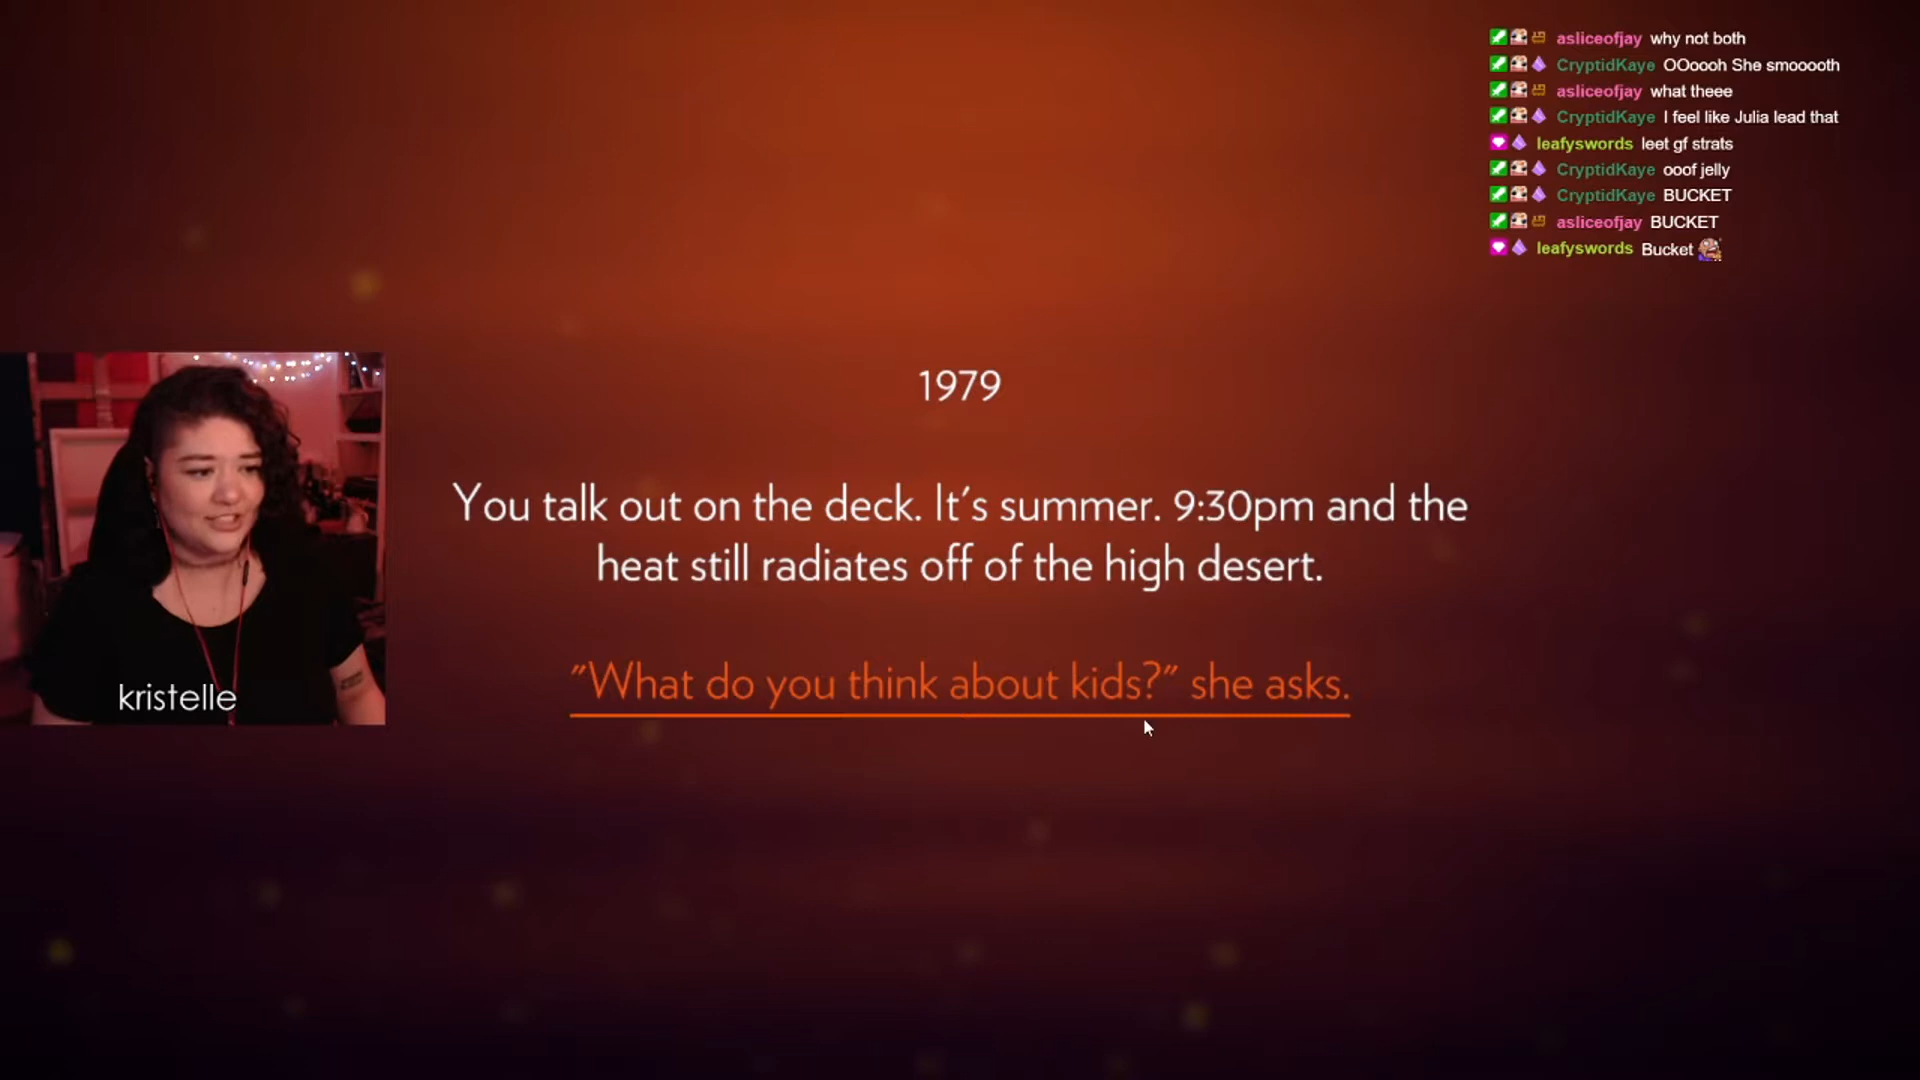 asliceofjay why not both
CryptidKaye OOoooh She smooooth
asliceofjay what theee
CryptidKaye I feel like Julia lead that
leafyswords leet gf strats
CryptidKaye ooof jelly
CryptidKaye BUCKET
asliceofjay BUCKET
leafyswords Bucket
1979
You talk out on the deck. It's summer. 9:30pm and the
heat still radiates off of the high desert.
"What do you think about kids?" she asks.
kristelle